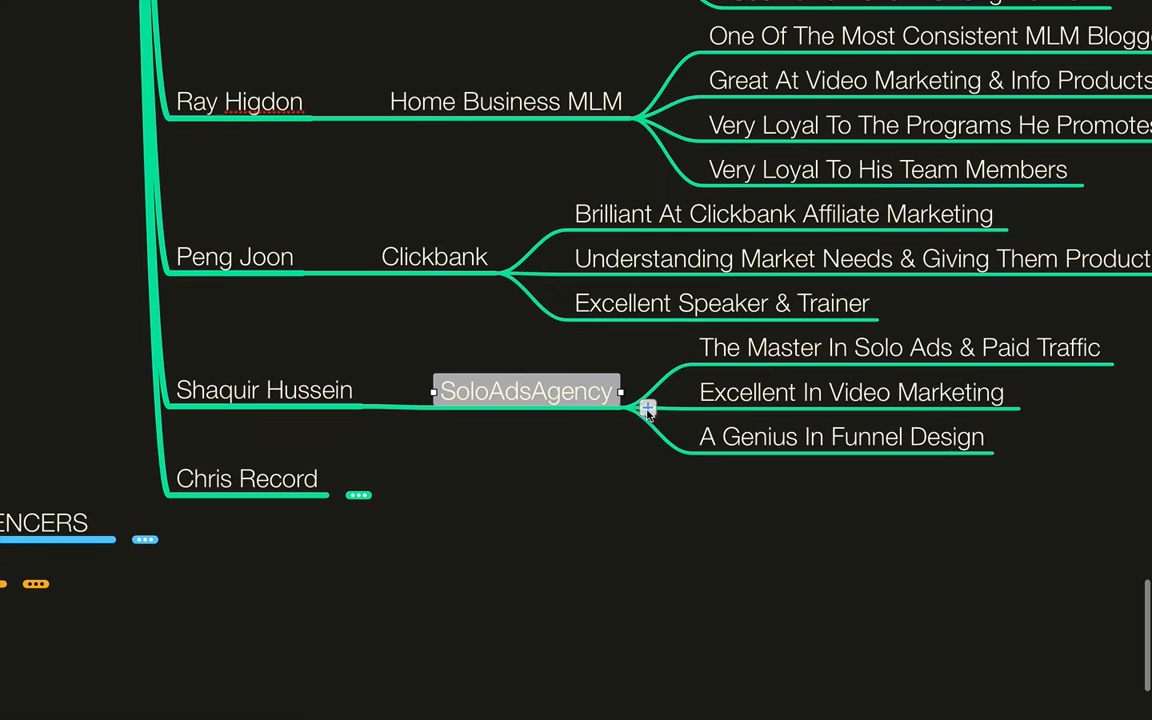 One Of The Most Consistent MLM Blogg
Great At Video Marketing & Info Products
Ray Higdon
Home Business MLM
Very Loyal To The Programs He Promotes
Very Loyal To His Team Members
Brilliant At Clickbank Affiliate Marketing
Peng Joon
Clickbank
Understanding Market Needs & Giving Them Product
Excellent Speaker & Trainer
The Master In Solo Ads & Paid Traffic
Shaquir Hussein
SoloAdsAgency
Excellent In Video Marketing
A Genius In Funnel Design
Chris Record
ENCERS